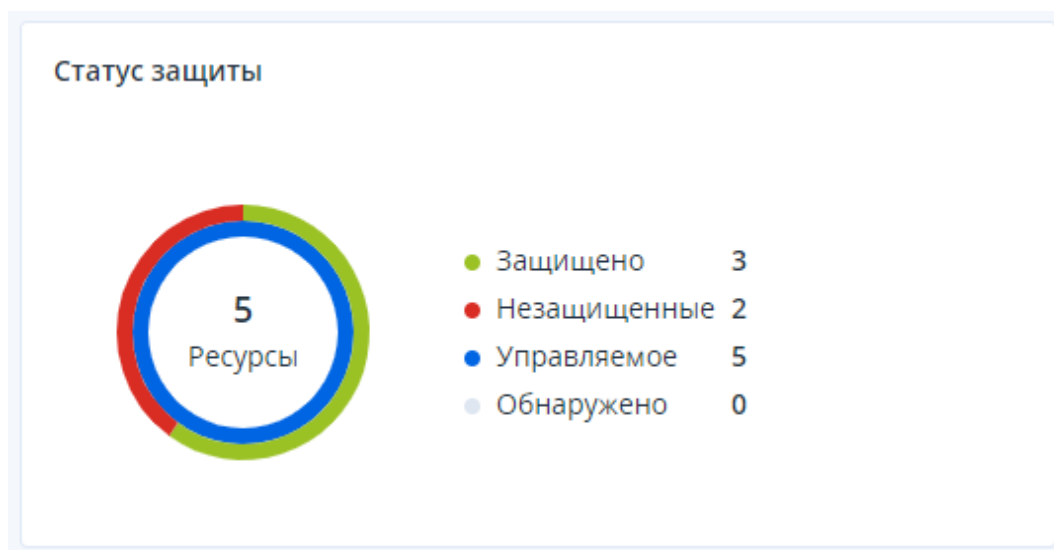 Статус защиты
5
Ресурсы
Защищено 3
Незащищенные 2
Управляемое 5
Обнаружено 0